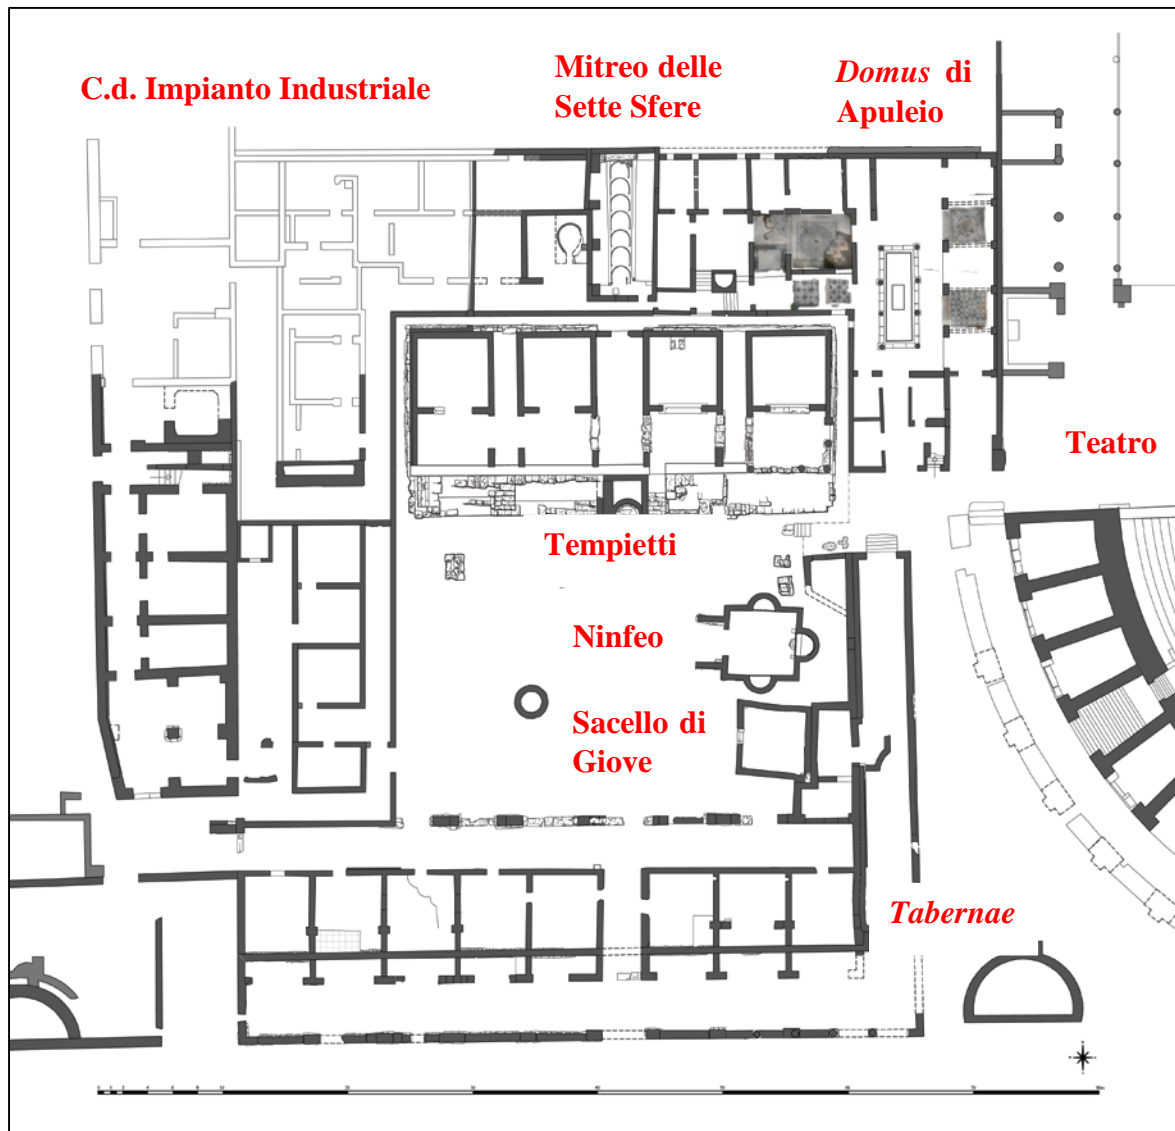 C.d. Impianto Industriale
Mitreo delle
Sette Sfere
Domus di
Apuleio
Teatro
Tempietti
Ninfeo
Sacello di
Giove
Tabernae